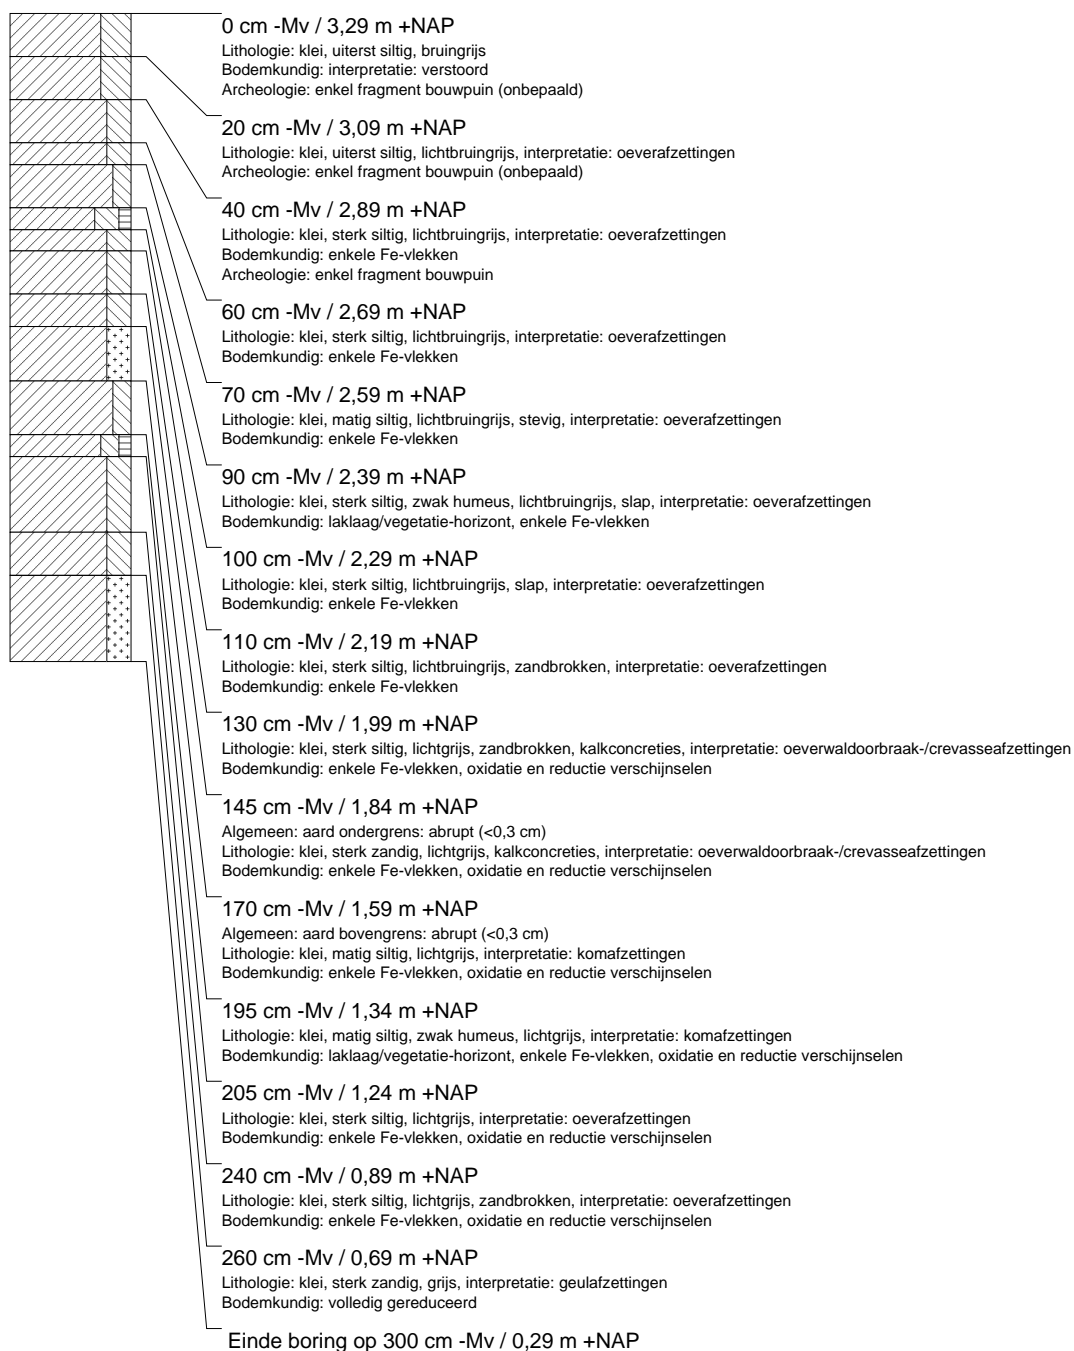 0 cm -Mv / 3,29 m +NAP
Lithologie: klei, uiterst siltig, bruingrijs
Bodemkundig: interpretatie: verstoord
Archeologie: enkel fragment bouwpuin (onbepaald)
20 cm -Mv / 3,09 m +NAP
Lithologie: klei, uiterst siltig, lichtbruingrijs, interpretatie: oeverafzettingen
Archeologie: enkel fragment bouwpuin (onbepaald)
40 cm -Mv / 2,89 m +NAP
Lithologie: klei, sterk siltig, lichtbruingrijs, interpretatie: oeverafzettingen
Bodemkundig: enkele Fe-vlekken
Archeologie: enkel fragment bouwpuin
60 cm -Mv / 2,69 m +NAP
Lithologie: klei, sterk siltig, lichtbruingrijs, interpretatie: oeverafzettingen
Bodemkundig: enkele Fe-vlekken
70 cm -Mv / 2,59 m +NAP
Lithologie: klei, matig siltig, lichtbruingrijs, stevig, interpretatie: oeverafzettingen
Bodemkundig: enkele Fe-vlekken
90 cm -Mv / 2,39 m +NAP
Lithologie: klei, sterk siltig, zwak humeus, lichtbruingrijs, slap, interpretatie: oeverafzettingen
Bodemkundig: laklaag/vegetatie-horizont, enkele Fe-vlekken
100 cm -Mv / 2,29 m +NAP
Lithologie: klei, sterk siltig, lichtbruingrijs, slap, interpretatie: oeverafzettingen
Bodemkundig: enkele Fe-vlekken
110 cm -Mv / 2,19 m +NAP
Lithologie: klei, sterk siltig, lichtbruingrijs, zandbrokken, interpretatie: oeverafzettingen
Bodemkundig: enkele Fe-vlekken
130 cm -Mv / 1,99 m +NAP
Lithologie: klei, sterk siltig, lichtgrijs, zandbrokken, kalkconcreties, interpretatie: oeverwaldoorbraak-/crevasseafzettingen
Bodemkundig: enkele Fe-vlekken, oxidatie en reductie verschijnselen
145 cm -Mv / 1,84 m +NAP
Algemeen: aard ondergrens: abrupt (<0,3 cm)
Lithologie: klei, sterk zandig, lichtgrijs, kalkconcreties, interpretatie: oeverwaldoorbraak-/crevasseafzettingen
Bodemkundig: enkele Fe-vlekken, oxidatie en reductie verschijnselen
170 cm -Mv / 1,59 m +NAP
Algemeen: aard bovengrens: abrupt (<0,3 cm)
Lithologie: klei, matig siltig, lichtgrijs, interpretatie: komafzettingen
Bodemkundig: enkele Fe-vlekken, oxidatie en reductie verschijnselen
195 cm -Mv / 1,34 m +NAP
Lithologie: klei, matig siltig, zwak humeus, lichtgrijs, interpretatie: komafzettingen
Bodemkundig: laklaag/vegetatie-horizont, enkele Fe-vlekken, oxidatie en reductie verschijnselen
205 cm -Mv / 1,24 m +NAP
Lithologie: klei, sterk siltig, lichtgrijs, interpretatie: oeverafzettingen
Bodemkundig: enkele Fe-vlekken, oxidatie en reductie verschijnselen
240 cm -Mv / 0,89 m +NAP
Lithologie: klei, sterk siltig, lichtgrijs, zandbrokken, interpretatie: oeverafzettingen
Bodemkundig: enkele Fe-vlekken, oxidatie en reductie verschijnselen
260 cm -Mv / 0,69 m +NAP
Lithologie: klei, sterk zandig, grijs, interpretatie: geulafzettingen
Bodemkundig: volledig gereduceerd
Einde boring op 300 cm -Mv / 0,29 m +NAP